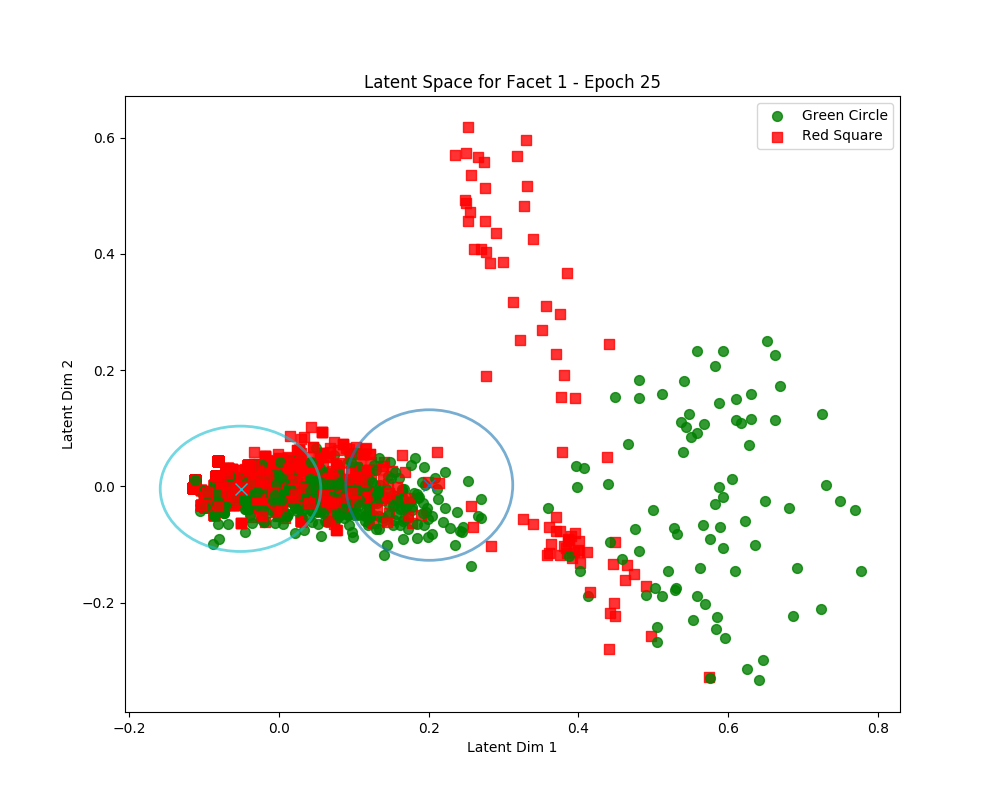 Latent Space for Facet 1 - Epoch 25
Green Circle
Red Square
0.6
0.4
0.2
0.0
−0.2
Latent Dim 2
−0.2
0.0
0.2
0.4
0.6
0.8
Latent Dim 1